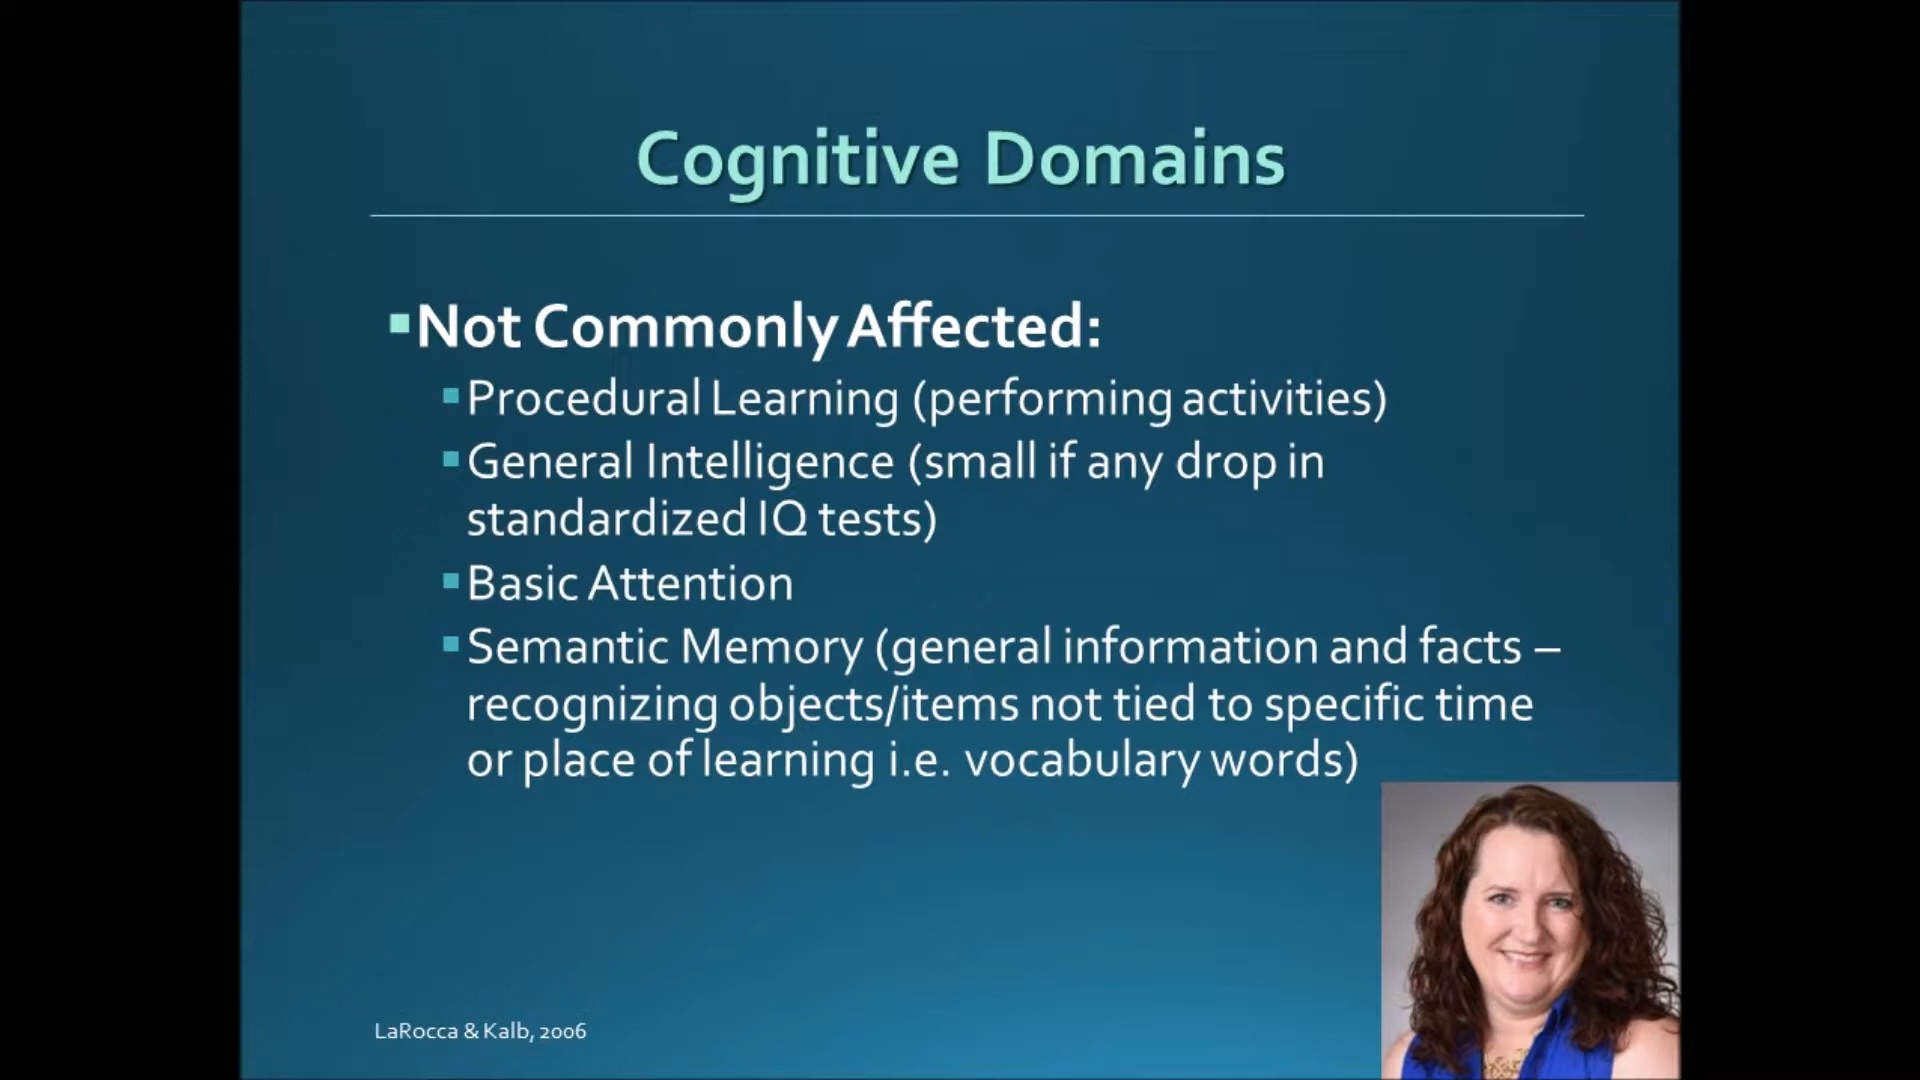 Cognitive Domains
Not Commonly Affected:
Procedural Learning (performing activities)
General Intelligence (small if any drop in
standardized IQ tests)
Basic Attention
Semantic Memory (general information and facts –
recognizing objects/items not tied to specific time
or place of learning i.e. vocabulary words)
LaRocca & Kalb, 2006